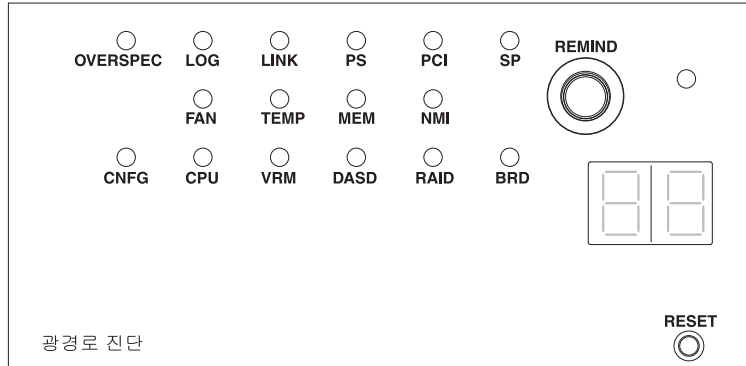 REMIND
OVERSPEC LOG LINK PS PCI SP
FAN TEMP MEM NMI
CNFG CPU VRM DASD RAID BRD
88
RESET
광경로 진단